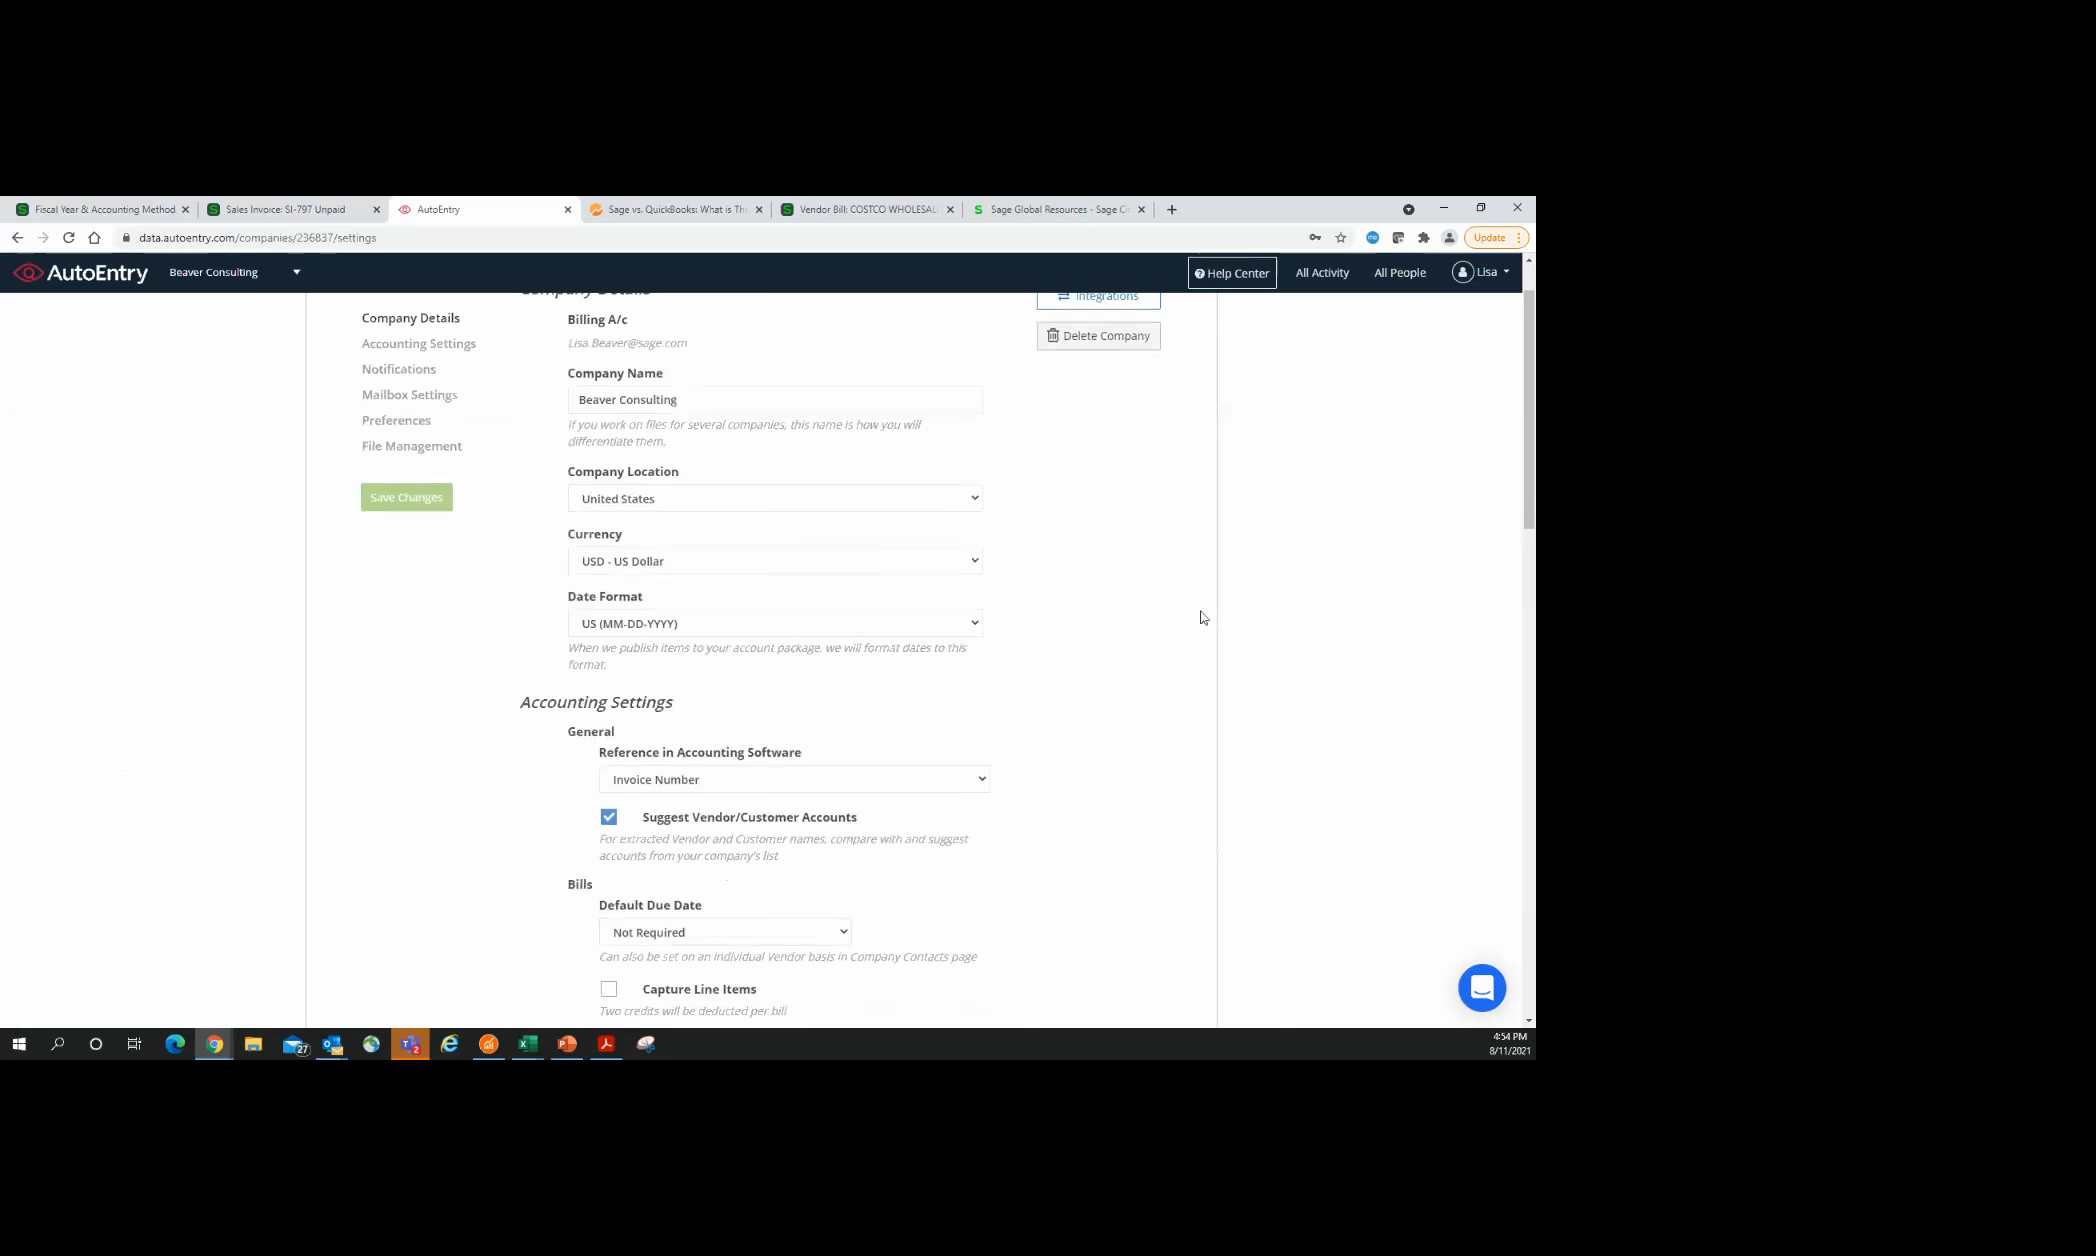 Fiscal Year & Accounting Method
Sales Invoice: SI-797 Unpaid
AutoEntry
Sage vs. QuickBooks: What is Th
Vendor Bill: COSTCO WHOLESAL
Sage Global Resources - Sage Ci
data.autoentry.com/companies/236837/settings
Update
AutoEntry
Beaver Consulting
Help Center
All Activity
All People
Lisa
Company Details
Integrations
Company Details
Accounting Settings
Notifications
Mailbox Settings
Preferences
File Management
Save Changes
Billing A/c
Lisa.Beaver@sage.com
Delete Company
Company Name
Beaver Consulting
If you work on files for several companies, this name is how you will
differentiate them.
Company Location
United States
Currency
USD - US Dollar
Date Format
US (MM-DD-YYYY)
When we publish items to your account package, we will format dates to this
format.
Accounting Settings
General
Reference in Accounting Software
Invoice Number
Suggest Vendor/Customer Accounts
For extracted Vendor and Customer names, compare with and suggest
accounts from your company's list
Bills
Default Due Date
Not Required
Can also be set on an individual Vendor basis in Company Contacts page
Capture Line Items
Two credits will be deducted per bill
27
2
4:54 PM
8/11/2021